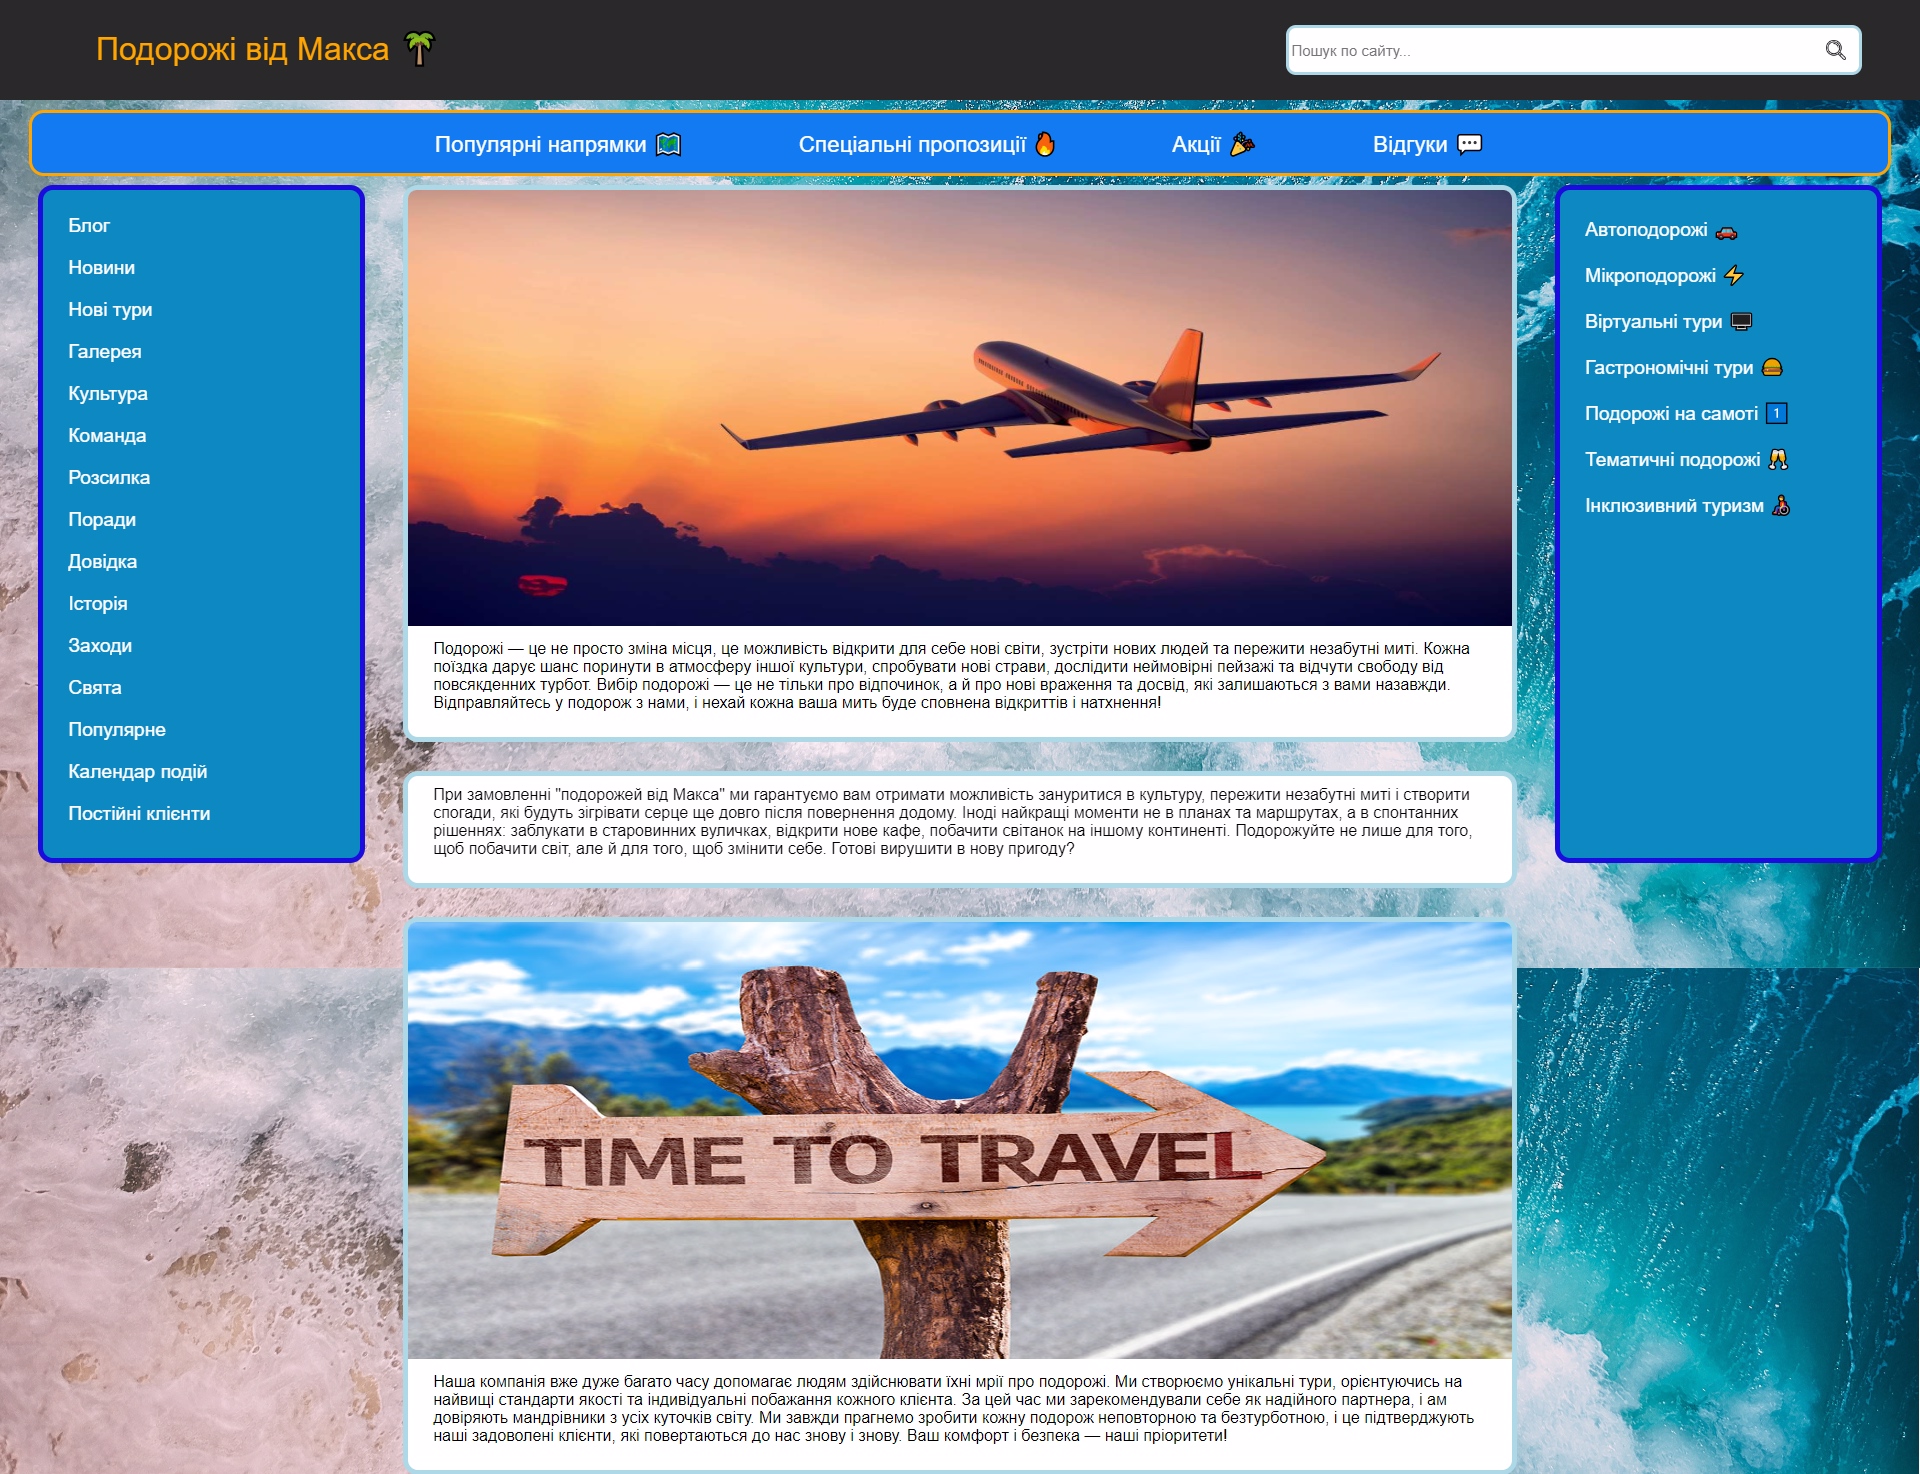 Подорожі від Макса 🌴
Пошук по сайту...
Популярні напрямки 🗺️
Спеціальні пропозиції 🔥
Акції 🎉
Відгуки 💬
Блог
Новини
Нові тури
Галерея
Культура
Команда
Розсилка
Поради
Довідка
Історія
Заходи
Свята
Популярне
Календар подій
Постійні клієнти
Подорожі — це не просто зміна місця, це можливість відкрити для себе нові світи, зустріти нових людей та пережити незабутні миті. Кожна
поїздка дарує шанс поринути в атмосферу іншої культури, спробувати нові страви, дослідити неймовірні пейзажі та відчути свободу від
повсякденних турбот. Вибір подорожі — це не тільки про відпочинок, а й про нові враження та досвід, які залишаються з вами назавжди.
Відправляйтесь у подорож з нами, і нехай кожна ваша мить буде сповнена відкриттів і натхнення!
При замовленні "подорожей від Макса" ми гарантуємо вам отримати можливість зануритися в культуру, пережити незабутні миті і створити
спогади, які будуть зігрівати серце ще довго після повернення додому. Іноді найкращі моменти не в планах та маршрутах, а в спонтанних
рішеннях: заблукати в старовинних вуличках, відкрити нове кафе, побачити світанок на іншому континенті. Подорожуйте не лише для того,
щоб побачити світ, але й для того, щоб змінити себе. Готові вирушити в нову пригоду?
TIME TO TRAVEL
Наша компанія вже дуже багато часу допомагає людям здійснювати їхні мрії про подорожі. Ми створюємо унікальні тури, орієнтуючись на
найвищі стандарти якості та індивідуальні побажання кожного клієнта. За цей час ми зарекомендували себе як надійного партнера, і ам
довіряють мандрівники з усіх куточків світу. Ми завжди прагнемо зробити кожну подорож неповторною та безтурботною, і це підтверджують
наші задоволені клієнти, які повертаються до нас знову і знову. Ваш комфорт і безпека — наші пріоритети!
Автоподорожі 🚗
Мікроподорожі ⚡
Віртуальні тури 🖥️
Гастрономічні тури 🍔
Подорожі на самоті 1
Тематичні подорожі 🥂
Інклюзивний туризм 👩‍🦽